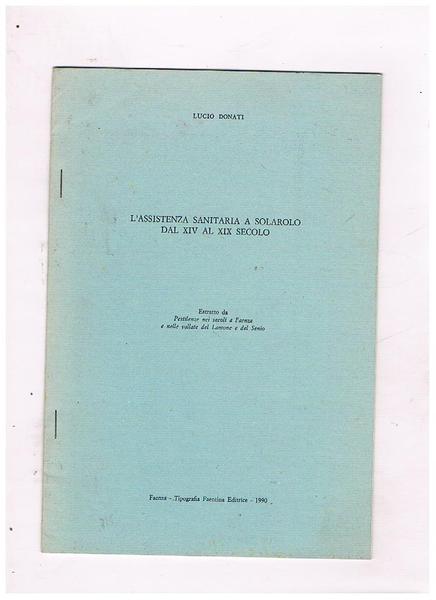 LUCIO DONATI
L'ASSISTENZA SANITARIA A SOLAROLO
DAL XIV AL XIX SECOLO
Estratto da
Pestilenze nei secoli a Faenza
e nelle vallate del Lamone e del Senio
Faenza - Tipografia Faentina Editrice - 1990